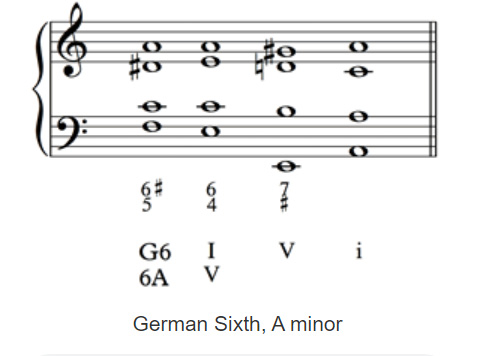 6♯ 6 7
5 4 ♯
G6 I V i
6A V
German Sixth, A minor